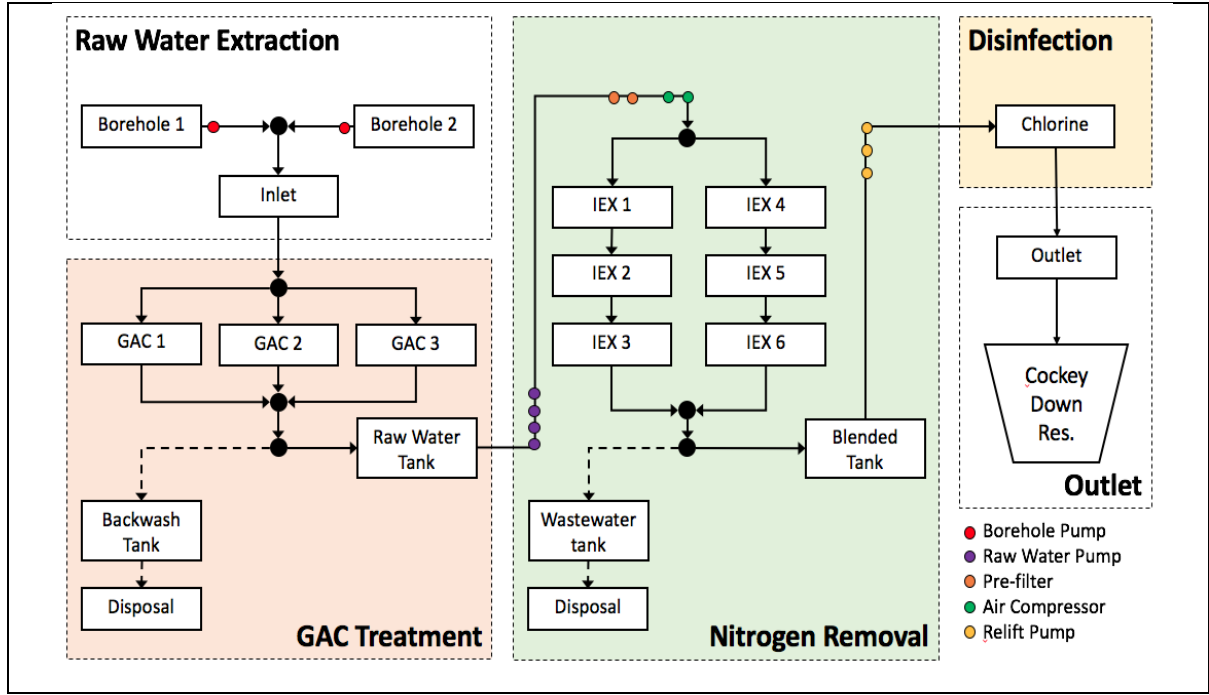 Raw Water Extraction
Borehole 1
Borehole 2
Inlet
GAC 1
GAC 2
GAC 3
Raw Water
Tank
Backwash
Tank
Disposal
GAC Treatment
IEX 1
IEX 4
IEX 2
IEX 5
IEX 3
IEX 6
Blended
Tank
Wastewater
tank
Disposal
Nitrogen Removal
Disinfection
Chlorine
Outlet
Cockey
Down
Res.
Outlet
Borehole Pump
Raw Water Pump
Pre-filter
Air Compressor
Relift Pump